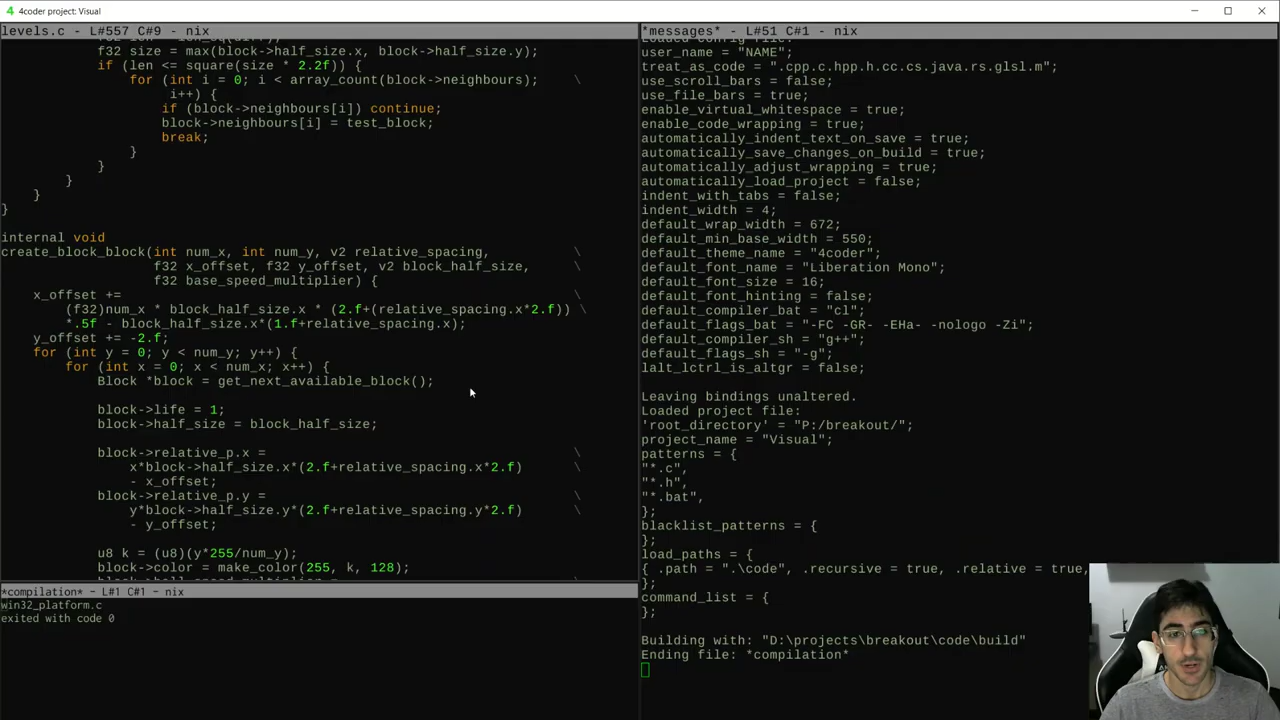 4coder project: Visual
levels.c - L#557 C#9 - nix
f32 size = max(block->half_size.x, block->half_size.y);
if (len <= square(size * 2.2f)) {
for (int i = 0; i < array_count(block->neighbours); \
i++) {
if (block->neighbours[i]) continue;
block->neighbours[i] = test_block;
break;
}
}
}
}
}
internal void
create_block_block(int num_x, int num_y, v2 relative_spacing, \
f32 x_offset, f32 y_offset, v2 block_half_size, \
f32 base_speed_multiplier) {
x_offset += \
(f32)num_x * block_half_size.x * (2.f+(relative_spacing.x*2.f)) \
*.5f - block_half_size.x*(1.f+relative_spacing.x);
y_offset += -2.f;
for (int y = 0; y < num_y; y++) {
for (int x = 0; x < num_x; x++) {
Block *block = get_next_available_block();
block->life = 1;
block->half_size = block_half_size;
block->relative_p.x = \
x*block->half_size.x*(2.f+relative_spacing.x*2.f) \
- x_offset;
block->relative_p.y = \
y*block->half_size.y*(2.f+relative_spacing.y*2.f) \
- y_offset;
u8 k = (u8)(y*255/num_y);
block->color = make_color(255, k, 128);
*compilation* - L#1 C#1 - nix
win32_platform.c
exited with code 0
*messages* - L#51 C#1 - nix
Loaded config file:
user_name = "NAME";
treat_as_code = ".cpp.c.hpp.h.cc.cs.java.rs.glsl.m";
use_scroll_bars = false;
use_file_bars = true;
enable_virtual_whitespace = true;
enable_code_wrapping = true;
automatically_indent_text_on_save = true;
automatically_save_changes_on_build = true;
automatically_adjust_wrapping = true;
automatically_load_project = false;
indent_with_tabs = false;
indent_width = 4;
default_wrap_width = 672;
default_min_base_width = 550;
default_theme_name = "4coder";
default_font_name = "Liberation Mono";
default_font_size = 16;
default_font_hinting = false;
default_compiler_bat = "cl";
default_flags_bat = "-FC -GR- -EHa- -nologo -Zi";
default_compiler_sh = "g++";
default_flags_sh = "-g";
lalt_lctrl_is_altgr = false;
Leaving bindings unaltered.
Loaded project file:
'root_directory' = "P:/breakout/";
project_name = "Visual";
patterns = {
"*.c",
"*.h",
"*.bat",
};
blacklist_patterns = {
};
load_paths = {
{ .path = ".\code", .recursive = true, .relative = true,
};
command_list = {
};
Building with: "D:\projects\breakout\code\build"
Ending file: *compilation*